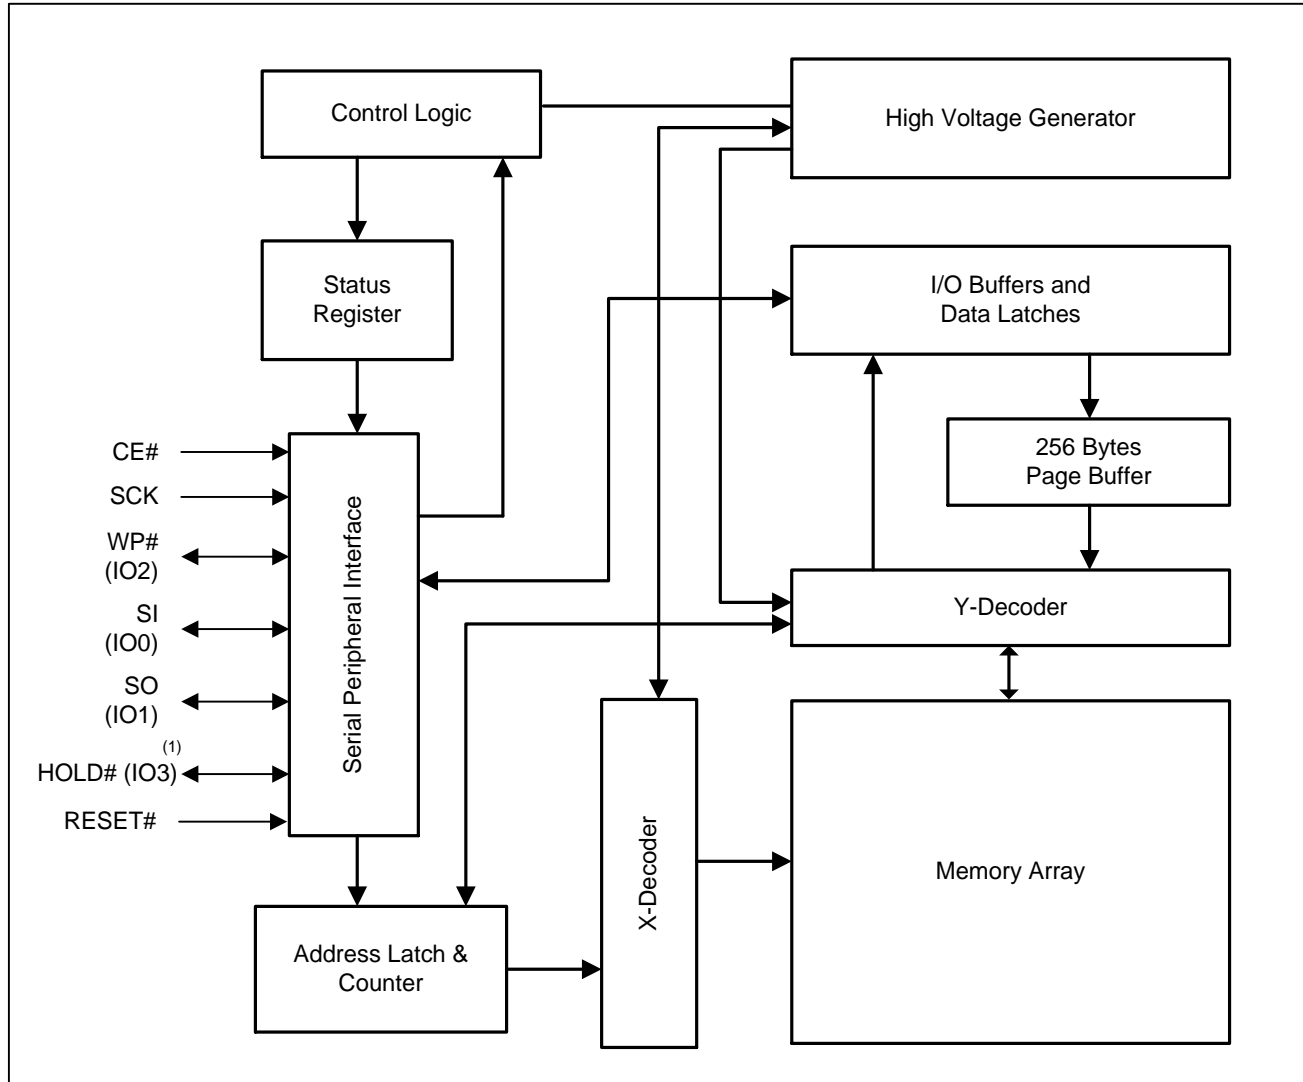 Control Logic
High Voltage Generator
Status
Register
I/O Buffers and
Data Latches
256 Bytes
Page Buffer
CE#
SCK
WP#
(IO2)
SI
(IO0)
SO
(IO1)
(1)
HOLD# (IO3)
RESET#
Serial Peripheral Interface
Y-Decoder
X-Decoder
Memory Array
Address Latch &
Counter